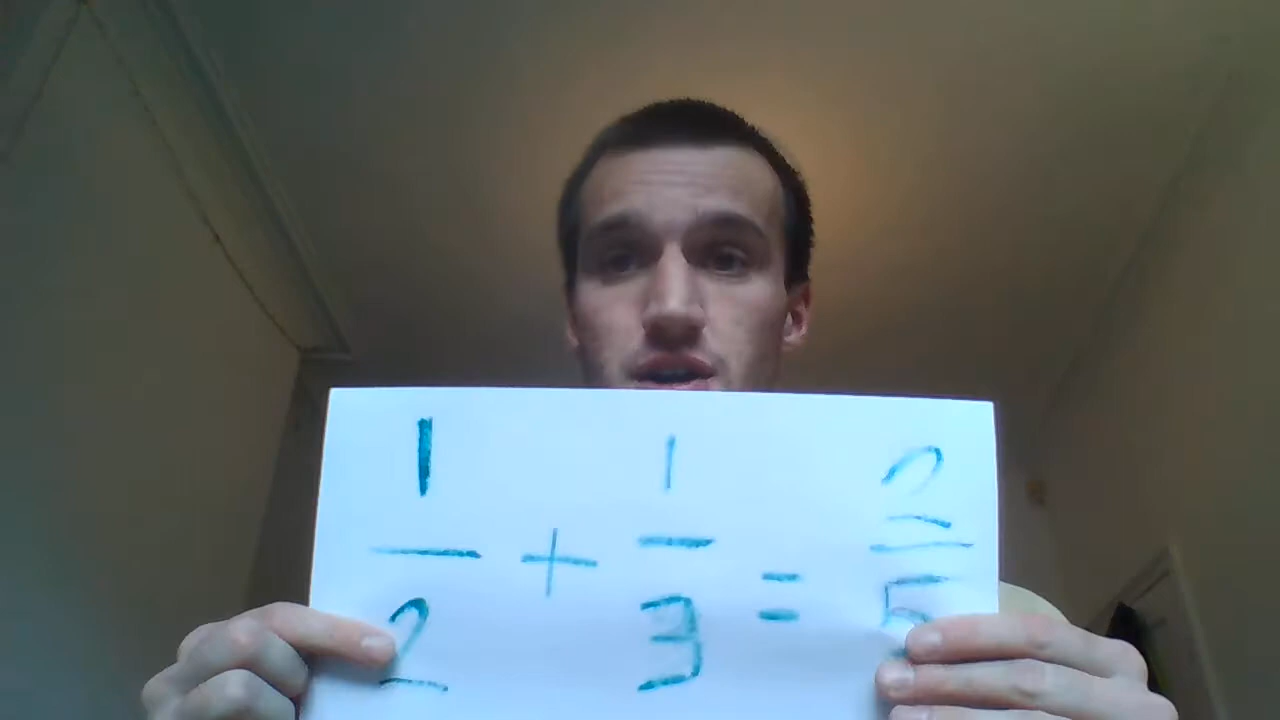 1/2 + 1/3 = 2/5